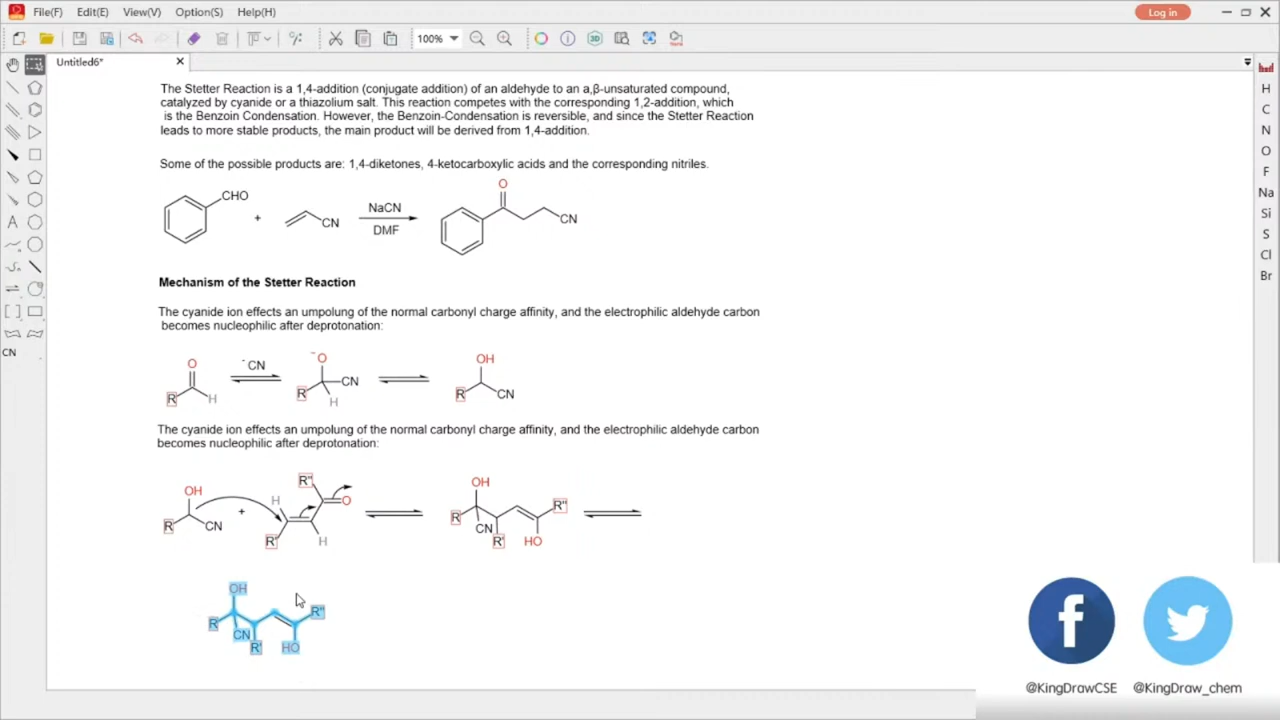 File(F) Edit(E) View(V) Option(S) Help(H) Log in
100%
Untitled6*
The Stetter Reaction is a 1,4-addition (conjugate addition) of an aldehyde to an a,β-unsaturated compound,
catalyzed by cyanide or a thiazolium salt. This reaction competes with the corresponding 1,2-addition, which
is the Benzoin Condensation. However, the Benzoin-Condensation is reversible, and since the Stetter Reaction
leads to more stable products, the main product will be derived from 1,4-addition.
Some of the possible products are: 1,4-diketones, 4-ketocarboxylic acids and the corresponding nitriles.
CHO + CN NaCN DMF O CN
Mechanism of the Stetter Reaction
The cyanide ion effects an umpolung of the normal carbonyl charge affinity, and the electrophilic aldehyde carbon
becomes nucleophilic after deprotonation:
O R H -CN -O R CN H OH R CN
The cyanide ion effects an umpolung of the normal carbonyl charge affinity, and the electrophilic aldehyde carbon
becomes nucleophilic after deprotonation:
OH R CN + H R" O R' H OH R CN R' R" HO
OH R CN R' R" HO
H
C
N
O
F
Na
Si
S
Cl
Br
A
CN
3D
@KingDrawCSE @KingDraw_chem